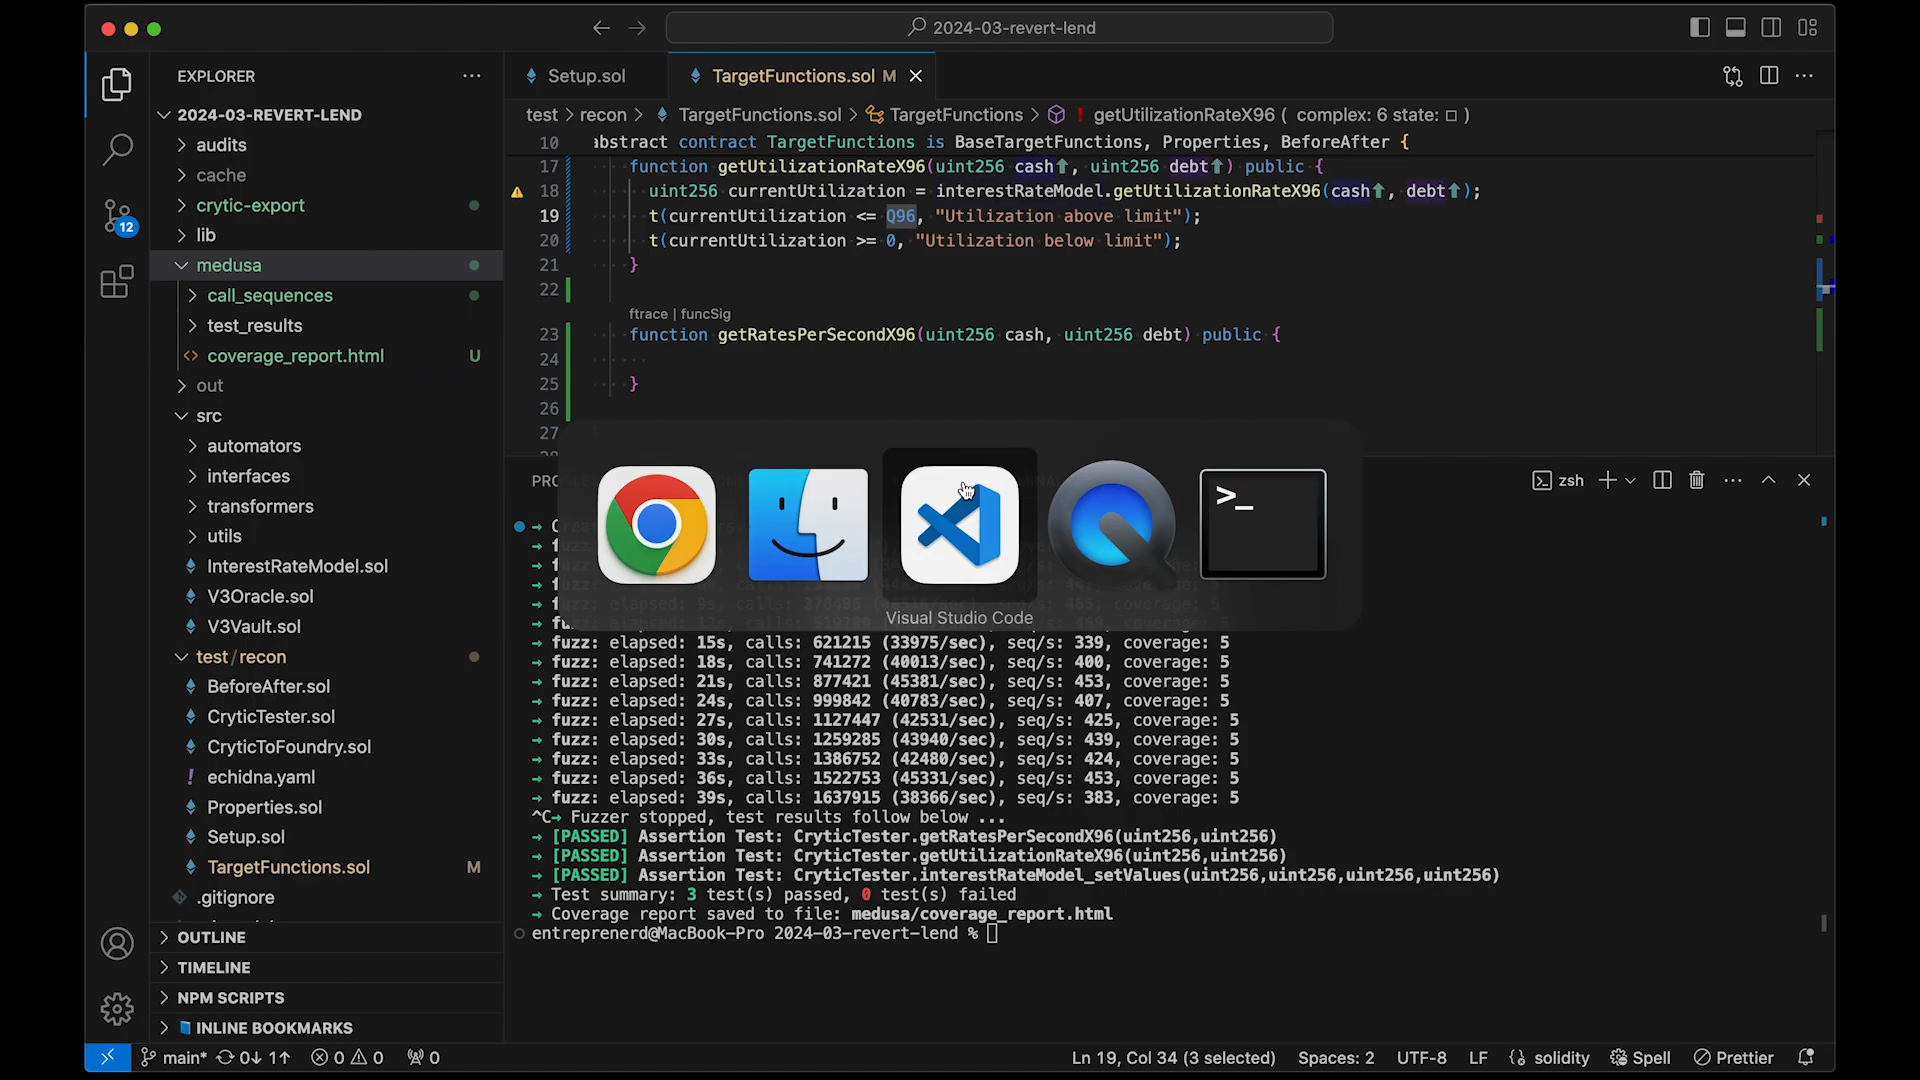 2024-03-revert-lend
EXPLORER
2024-03-REVERT-LEND
audits
cache
crytic-export
lib
medusa
call_sequences
test_results
coverage_report.html U
out
src
automators
interfaces
transformers
utils
InterestRateModel.sol
V3Oracle.sol
V3Vault.sol
test/recon
BeforeAfter.sol
CryticTester.sol
CryticToFoundry.sol
! echidna.yaml
Properties.sol
Setup.sol
TargetFunctions.sol M
.gitignore
OUTLINE
TIMELINE
NPM SCRIPTS
INLINE BOOKMARKS
12
Setup.sol
TargetFunctions.sol M
test > recon > TargetFunctions.sol > TargetFunctions > ! getUtilizationRateX96 ( complex: 6 state: □ )
10 abstract contract TargetFunctions is BaseTargetFunctions, Properties, BeforeAfter {
17 function getUtilizationRateX96(uint256 cash⬆, uint256 debt⬆) public {
18 uint256 currentUtilization = interestRateModel.getUtilizationRateX96(cash⬆, debt⬆);
19 t(currentUtilization <= Q96, "Utilization above limit");
20 t(currentUtilization >= 0, "Utilization below limit");
21 }
22
ftrace | funcSig
23 function getRatesPerSecondX96(uint256 cash, uint256 debt) public {
24
25 }
26
27
Visual Studio Code
>_
zsh
→ fuzz: elapsed: 15s, calls: 621215 (33975/sec), seq/s: 339, coverage: 5
→ fuzz: elapsed: 18s, calls: 741272 (40013/sec), seq/s: 400, coverage: 5
→ fuzz: elapsed: 21s, calls: 877421 (45381/sec), seq/s: 453, coverage: 5
→ fuzz: elapsed: 24s, calls: 999842 (40783/sec), seq/s: 407, coverage: 5
→ fuzz: elapsed: 27s, calls: 1127447 (42531/sec), seq/s: 425, coverage: 5
→ fuzz: elapsed: 30s, calls: 1259285 (43940/sec), seq/s: 439, coverage: 5
→ fuzz: elapsed: 33s, calls: 1386752 (42480/sec), seq/s: 424, coverage: 5
→ fuzz: elapsed: 36s, calls: 1522753 (45331/sec), seq/s: 453, coverage: 5
→ fuzz: elapsed: 39s, calls: 1637915 (38366/sec), seq/s: 383, coverage: 5
^C→ Fuzzer stopped, test results follow below ...
→ [PASSED] Assertion Test: CryticTester.getRatesPerSecondX96(uint256,uint256)
→ [PASSED] Assertion Test: CryticTester.getUtilizationRateX96(uint256,uint256)
→ [PASSED] Assertion Test: CryticTester.interestRateModel_setValues(uint256,uint256,uint256,uint256)
→ Test summary: 3 test(s) passed, 0 test(s) failed
→ Coverage report saved to file: medusa/coverage_report.html
entreprenerd@MacBook-Pro 2024-03-revert-lend %
main* 0↓ 1↑ 0 0 0
Ln 19, Col 34 (3 selected) Spaces: 2 UTF-8 LF solidity Spell Prettier